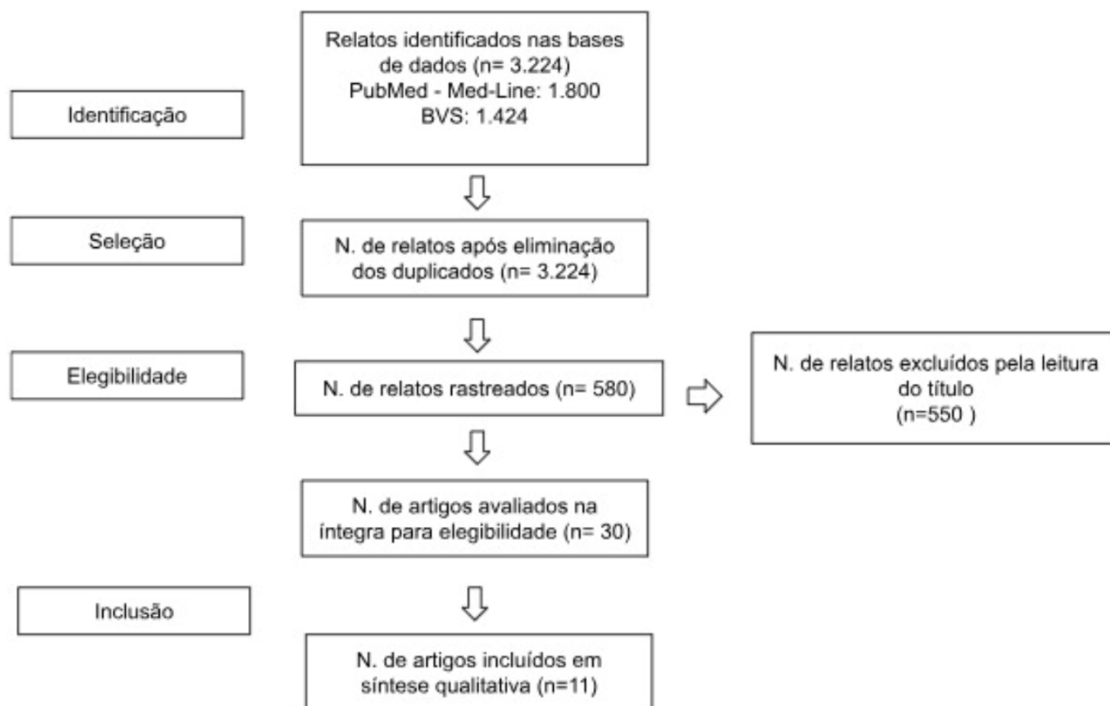 Relatos identificados nas bases
de dados (n= 3.224)
PubMed - Med-Line: 1.800
BVS: 1.424
Identificação
Seleção
N. de relatos após eliminação
dos duplicados (n= 3.224)
Elegibilidade
N. de relatos rastreados (n= 580)
N. de relatos excluídos pela leitura
do título
(n=550 )
N. de artigos avaliados na
íntegra para elegibilidade (n= 30)
Inclusão
N. de artigos incluídos em
síntese qualitativa (n=11)